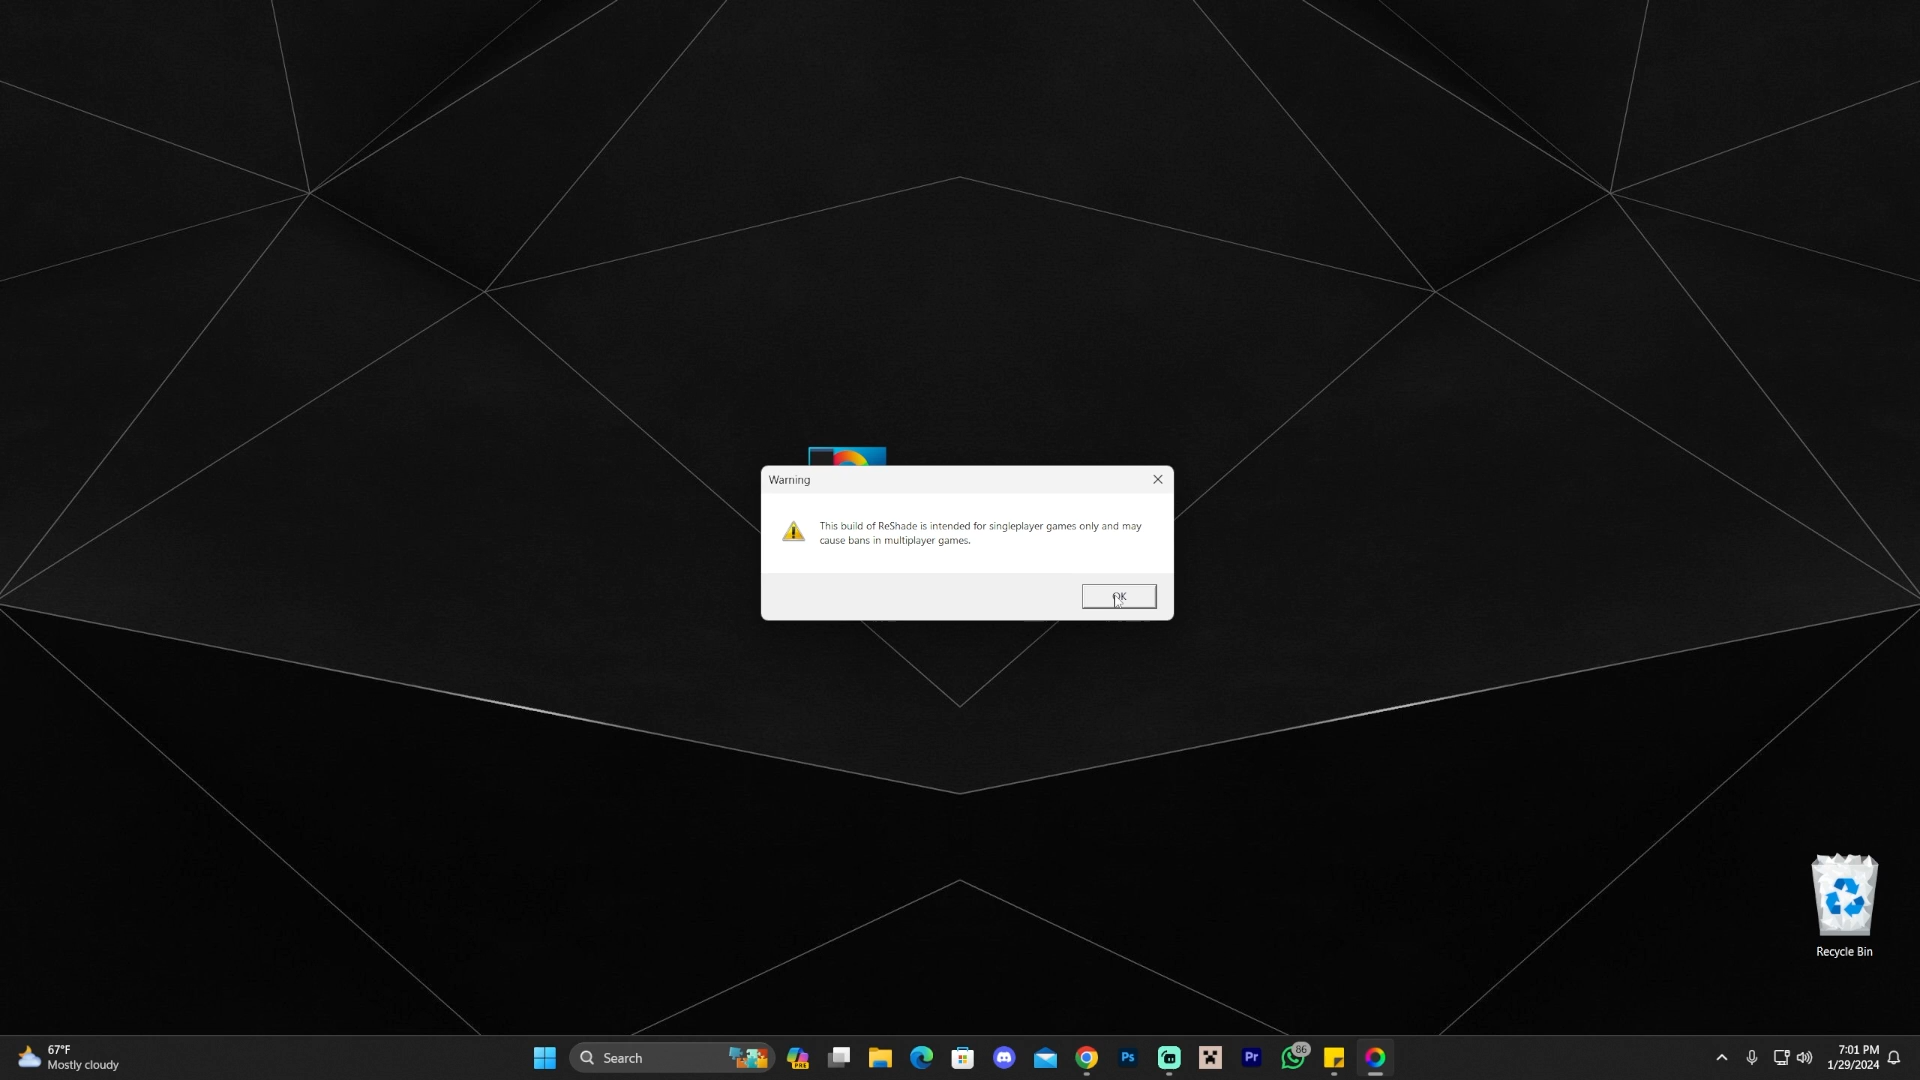 Warning
This build of ReShade is intended for singleplayer games only and may
cause bans in multiplayer games.
OK
Recycle Bin
67°F
Mostly cloudy
Search
PRE
Ps
Pr
86
7:01 PM
1/29/2024